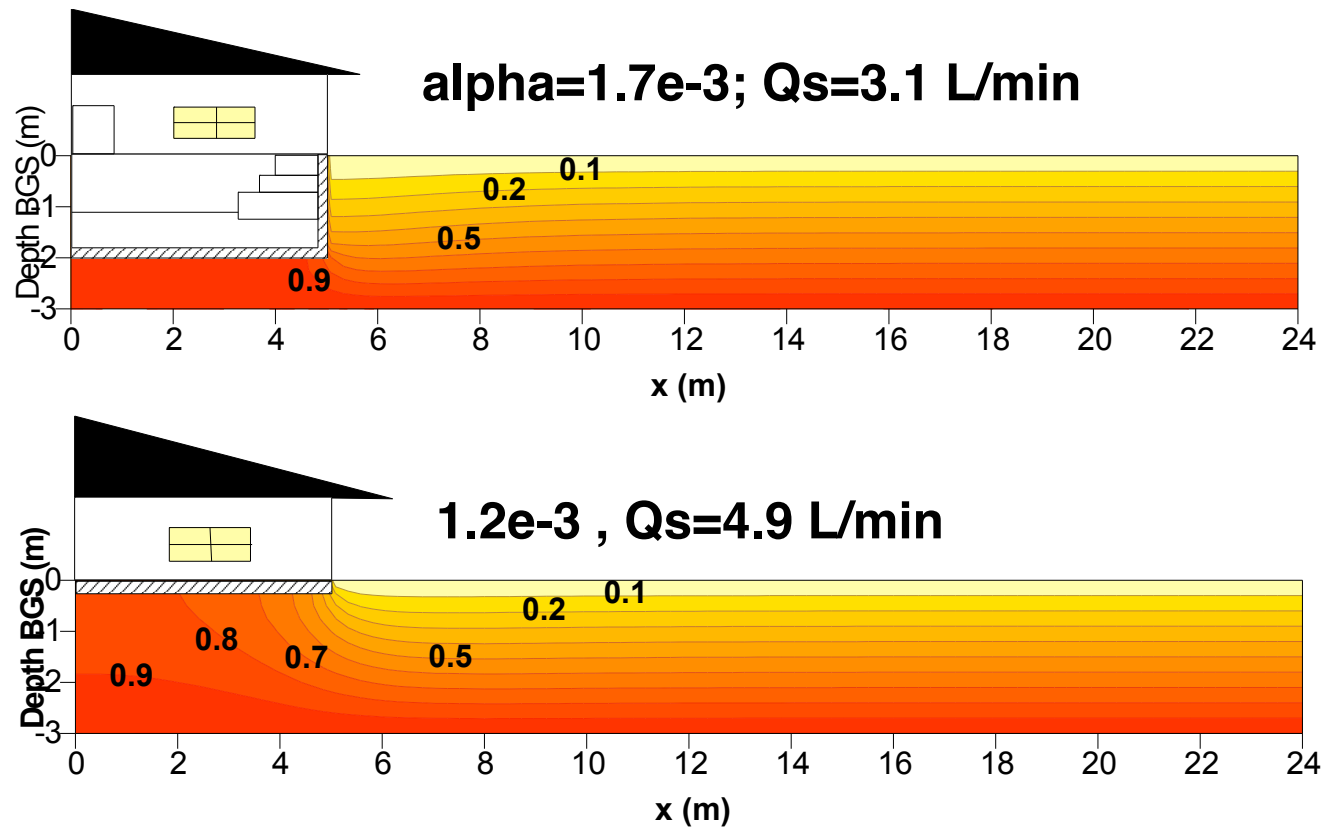 alpha=1.7e-3; Qs=3.1 L/min
Depth BGS (m)
0
-1
-2
-3
0.1
0.2
0.5
0.9
0 2 4 6 8 10 12 14 16 18 20 22 24
x (m)
1.2e-3 , Qs=4.9 L/min
Depth BGS (m)
0
-1
-2
-3
0.1
0.2
0.8
0.7
0.5
0.9
0 2 4 6 8 10 12 14 16 18 20 22 24
x (m)